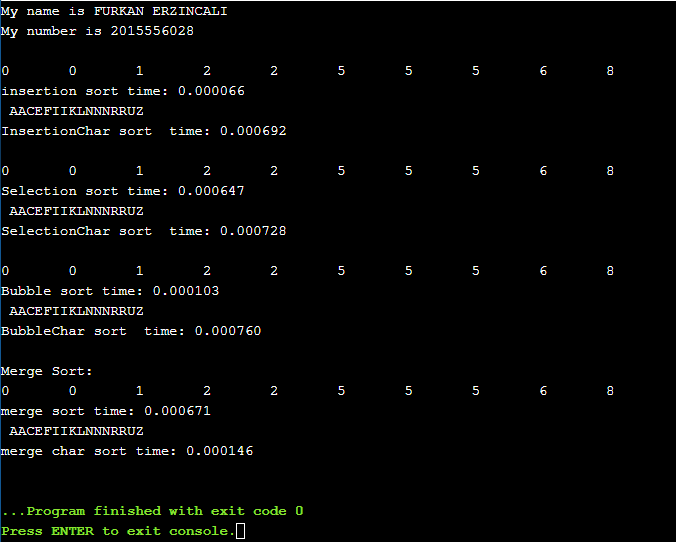 My name is FURKAN ERZINCALI
My number is 2015556028
0 0 1 2 2 5 5 5 6 8
insertion sort time: 0.000066
AACEFIIKLNNNRRUZ
InsertionChar sort  time: 0.000692
0 0 1 2 2 5 5 5 6 8
Selection sort time: 0.000647
AACEFIIKLNNNRRUZ
SelectionChar sort  time: 0.000728
0 0 1 2 2 5 5 5 6 8
Bubble sort time: 0.000103
AACEFIIKLNNNRRUZ
BubbleChar sort  time: 0.000760
Merge Sort:
0 0 1 2 2 5 5 5 6 8
merge sort time: 0.000671
AACEFIIKLNNNRRUZ
merge char sort time: 0.000146
...Program finished with exit code 0
Press ENTER to exit console.